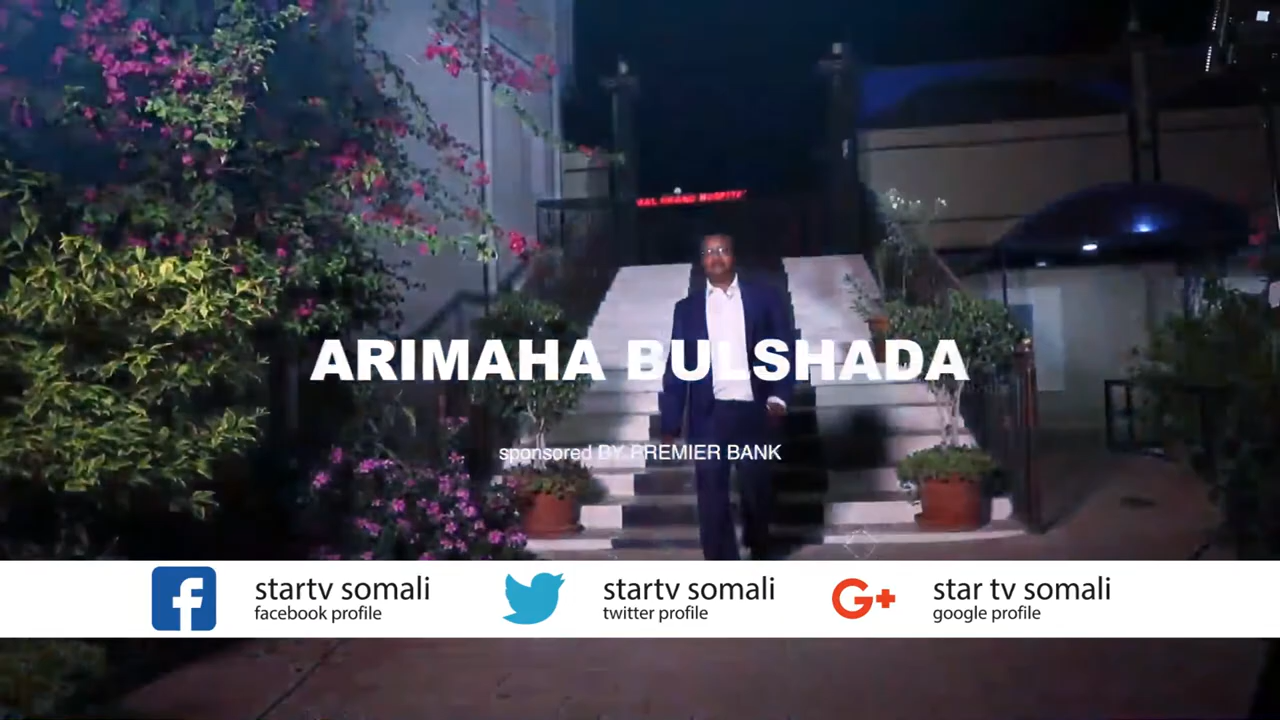 ARIMAHA BULSHADA
sponsored BY PREMIER BANK
startv somali
facebook profile
startv somali
twitter profile
star tv somali
google profile